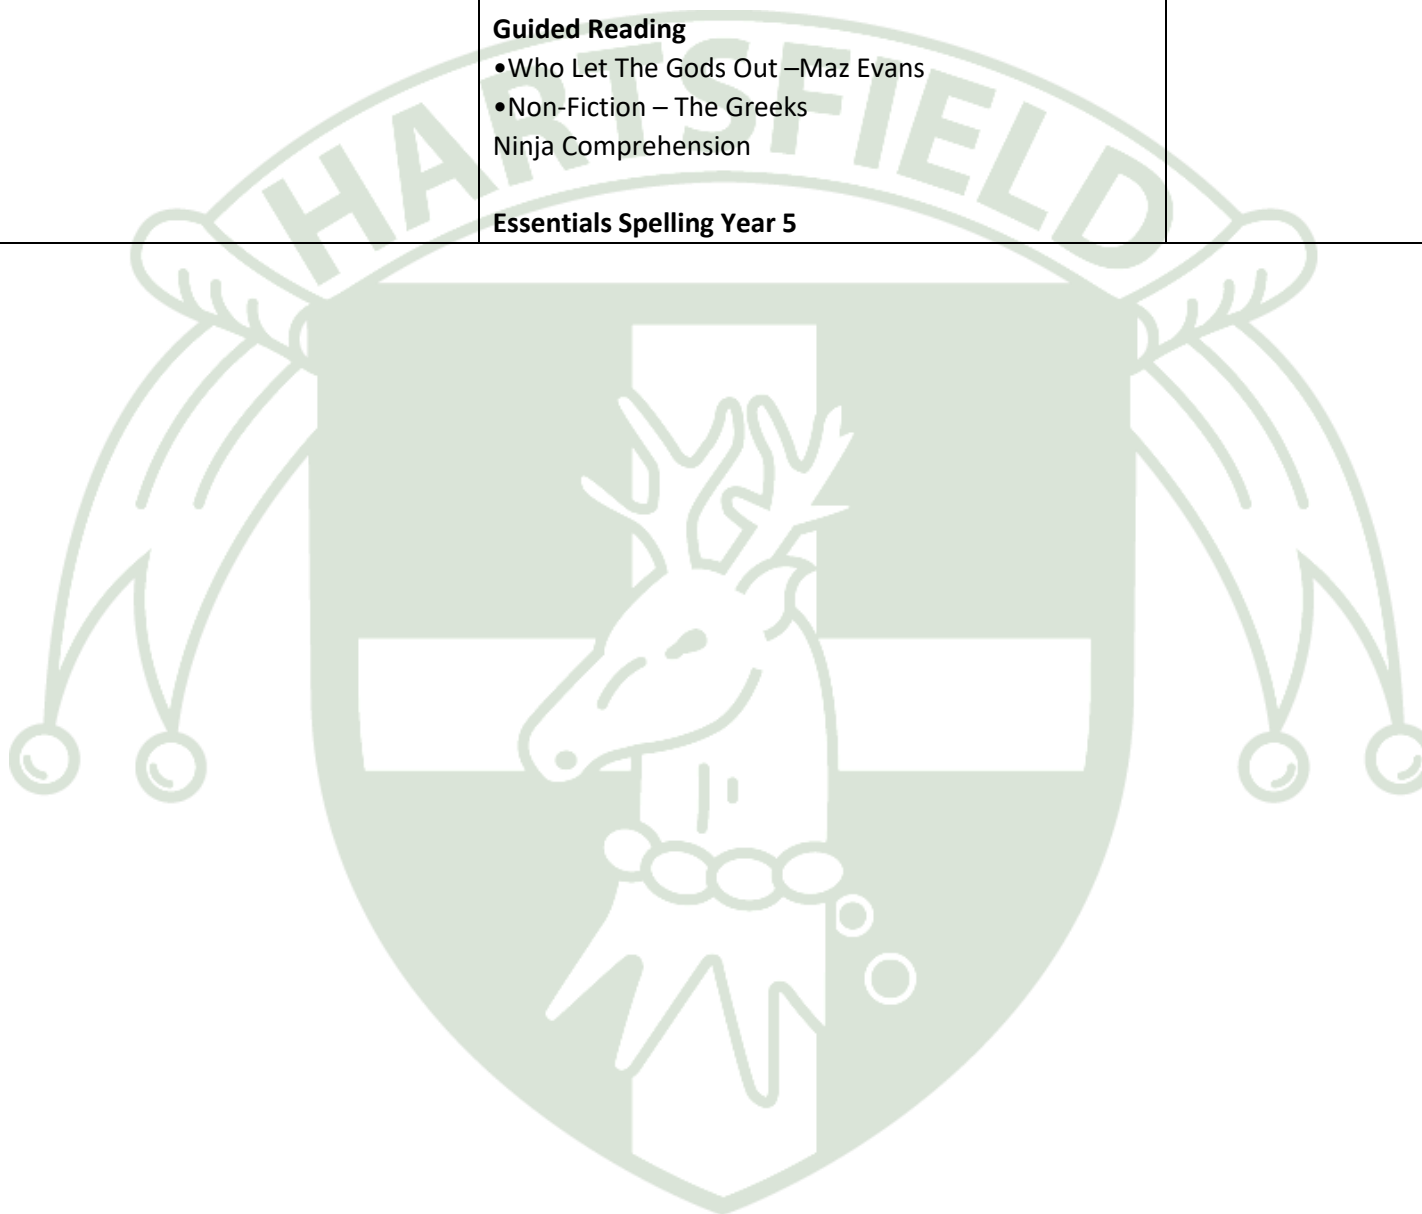 Guided Reading
•Who Let The Gods Out –Maz Evans
•Non-Fiction – The Greeks
Ninja Comprehension
Essentials Spelling Year 5
HARTSFIELD